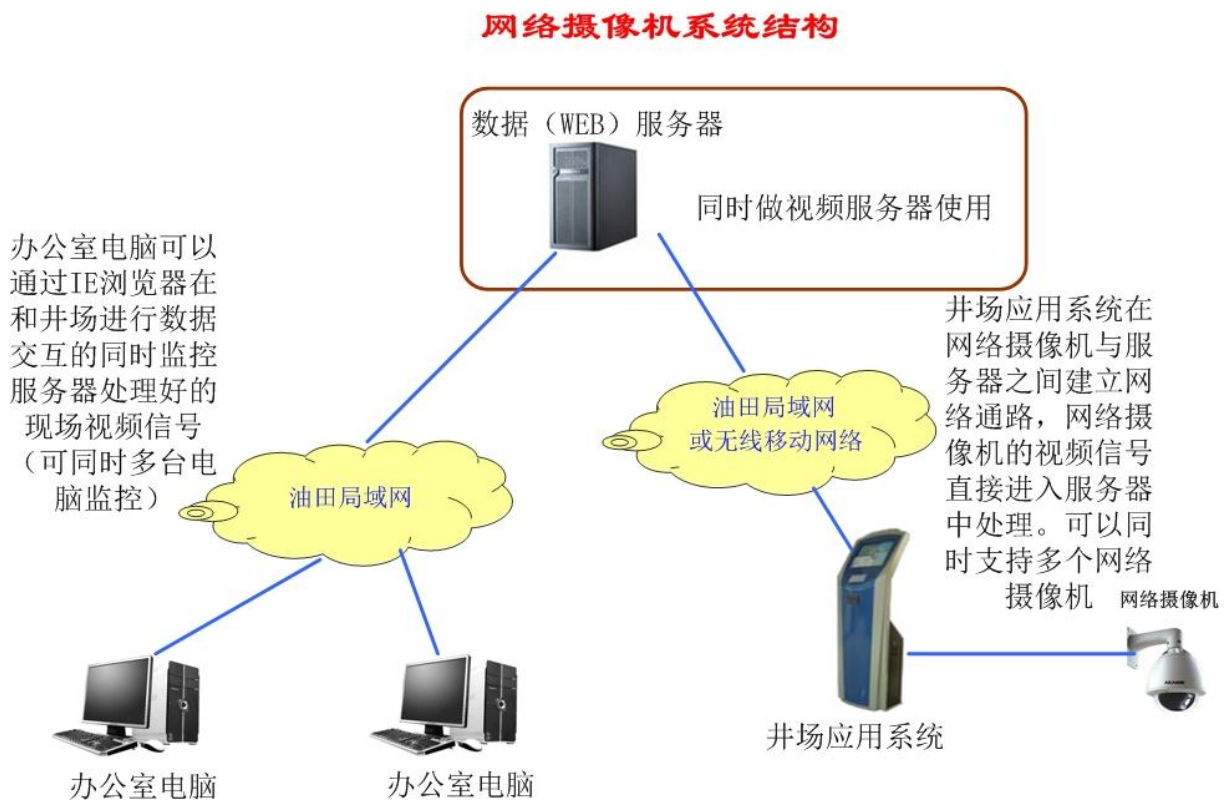 网络摄像机系统结构
数据（WEB）服务器
同时做视频服务器使用
办公室电脑可以
通过IE浏览器在
和井场进行数据
交互的同时监控
服务器处理好的
现场视频信号
（可同时多台电
脑监控）
井场应用系统在
网络摄像机与服
务器之间建立网
络通路，网络摄
像机的视频信号
直接进入服务器
中处理。可以同
时支持多个网络
摄像机
油田局域网
或无线移动网络
油田局域网
网络摄像机
井场应用系统
办公室电脑
办公室电脑